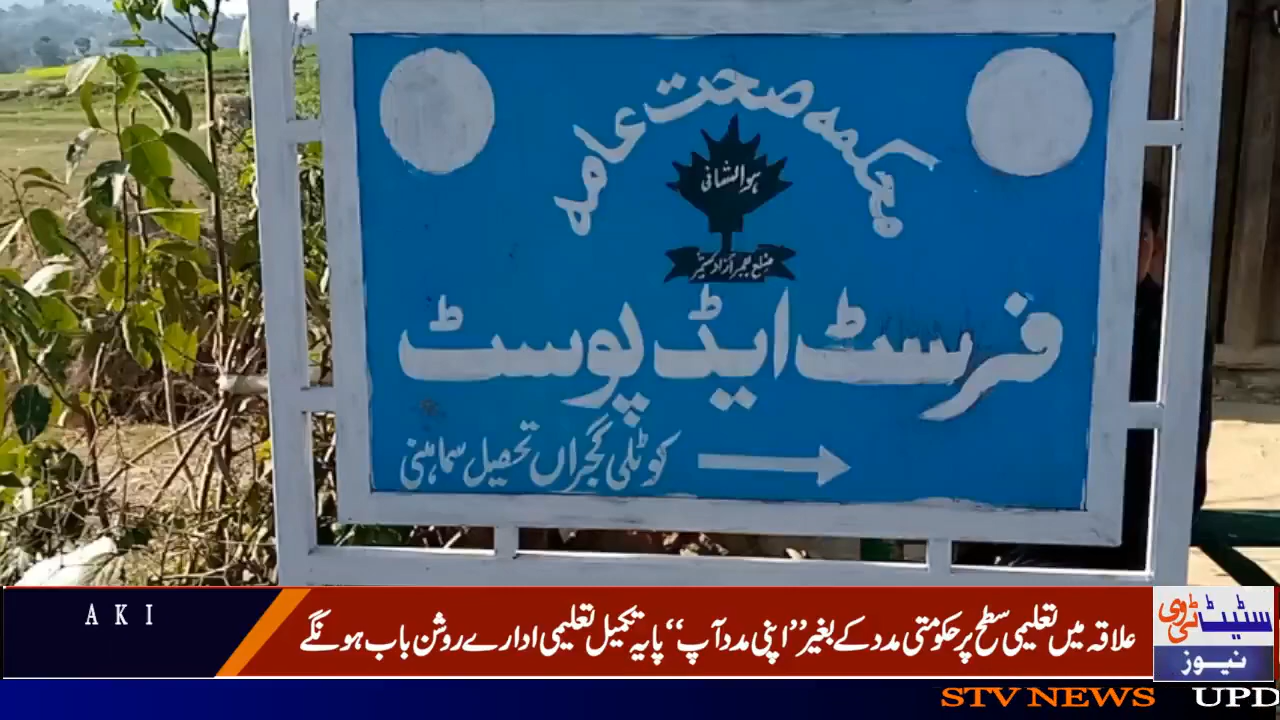 محکمہ صحت عامہ
ہوالشافی
ضلع بھمبر آزاد کشمیر
فرسٹ ایڈ پوسٹ
کوٹلی گجراں تحصیل سماہنی
AKI
علاقہ میں تعلیمی سطح پر حکومتی مدد کے بغیر ”اپنی مدد آپ“ پایہ تکمیل تعلیمی ادارے روشن باب ہونگے
سٹیٹ ٹی وی
نیوز
STV NEWS UPD